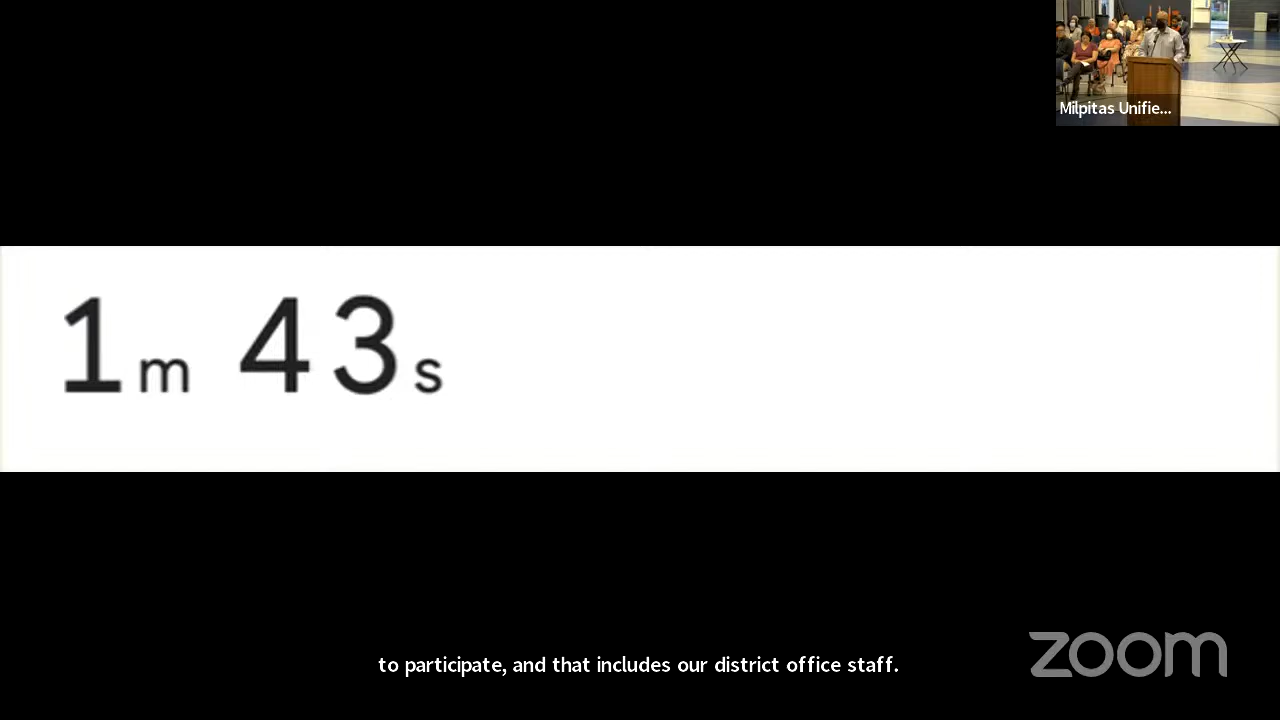 Milpitas Unifie...
1m 43s
to participate, and that includes our district office staff.
zoom